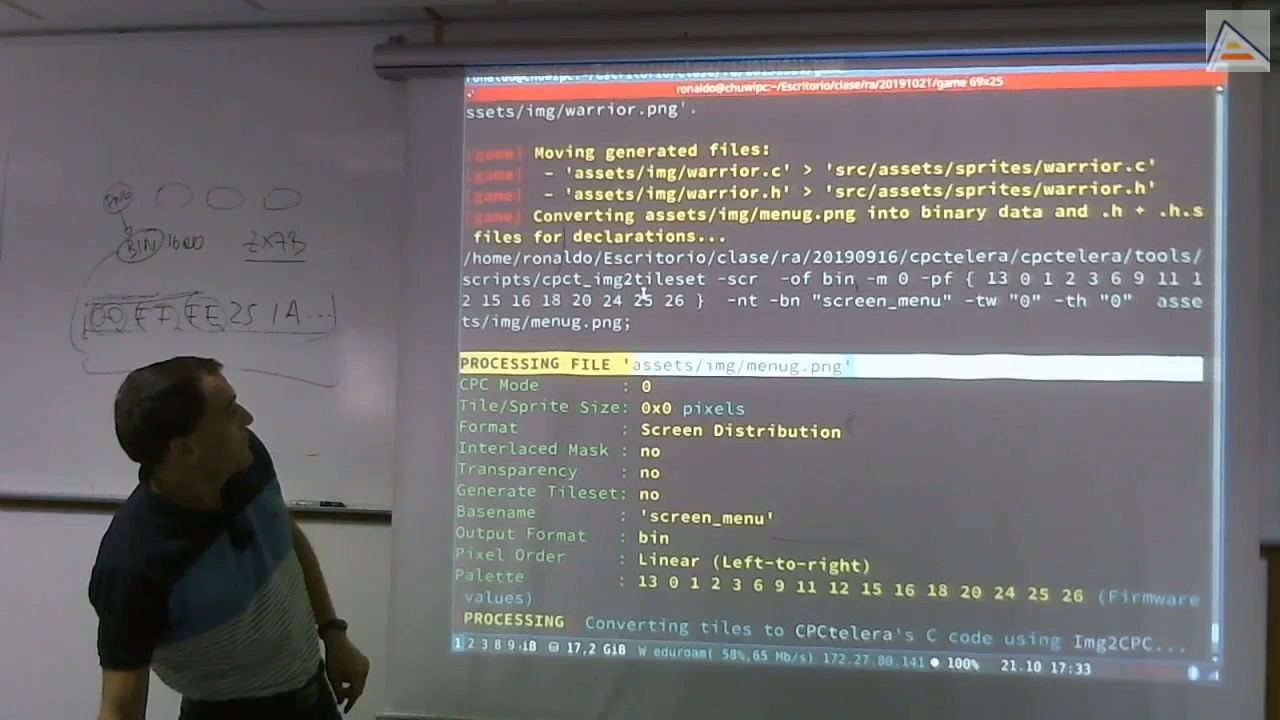 ronaldo@chuwipc:~/Escritorio/clase/ra/20191021/game 69x25
ssets/img/warrior.png'.
[game] Moving generated files:
[game] - 'assets/img/warrior.c' > 'src/assets/sprites/warrior.c'
[game] - 'assets/img/warrior.h' > 'src/assets/sprites/warrior.h'
[game] Converting assets/img/menug.png into binary data and .h + .h.s
files for declarations...
/home/ronaldo/Escritorio/clase/ra/20190916/cpctelera/cpctelera/tools/
scripts/cpct_img2tileset -scr -of bin -m 0 -pf { 13 0 1 2 3 6 9 11 1
2 15 16 18 20 24 25 26 } -nt -bn "screen_menu" -tw "0" -th "0" asse
ts/img/menug.png;
PROCESSING FILE 'assets/img/menug.png'
CPC Mode : 0
Tile/Sprite Size: 0x0 pixels
Format : Screen Distribution
Interlaced Mask : no
Transparency : no
Generate Tileset: no
Basename : 'screen_menu'
Output Format : bin
Pixel Order : Linear (Left-to-right)
Palette : 13 0 1 2 3 6 9 11 12 15 16 18 20 24 25 26 (Firmware
values)
PROCESSING Converting tiles to CPCtelera's C code using Img2CPC...
1 2 3 8 9 17,2 GiB W eduroam( 58%,65 Mb/s) 172.27.80.141 100% 21.10 17:33
PNG
BIN
00 FF 25 1A...